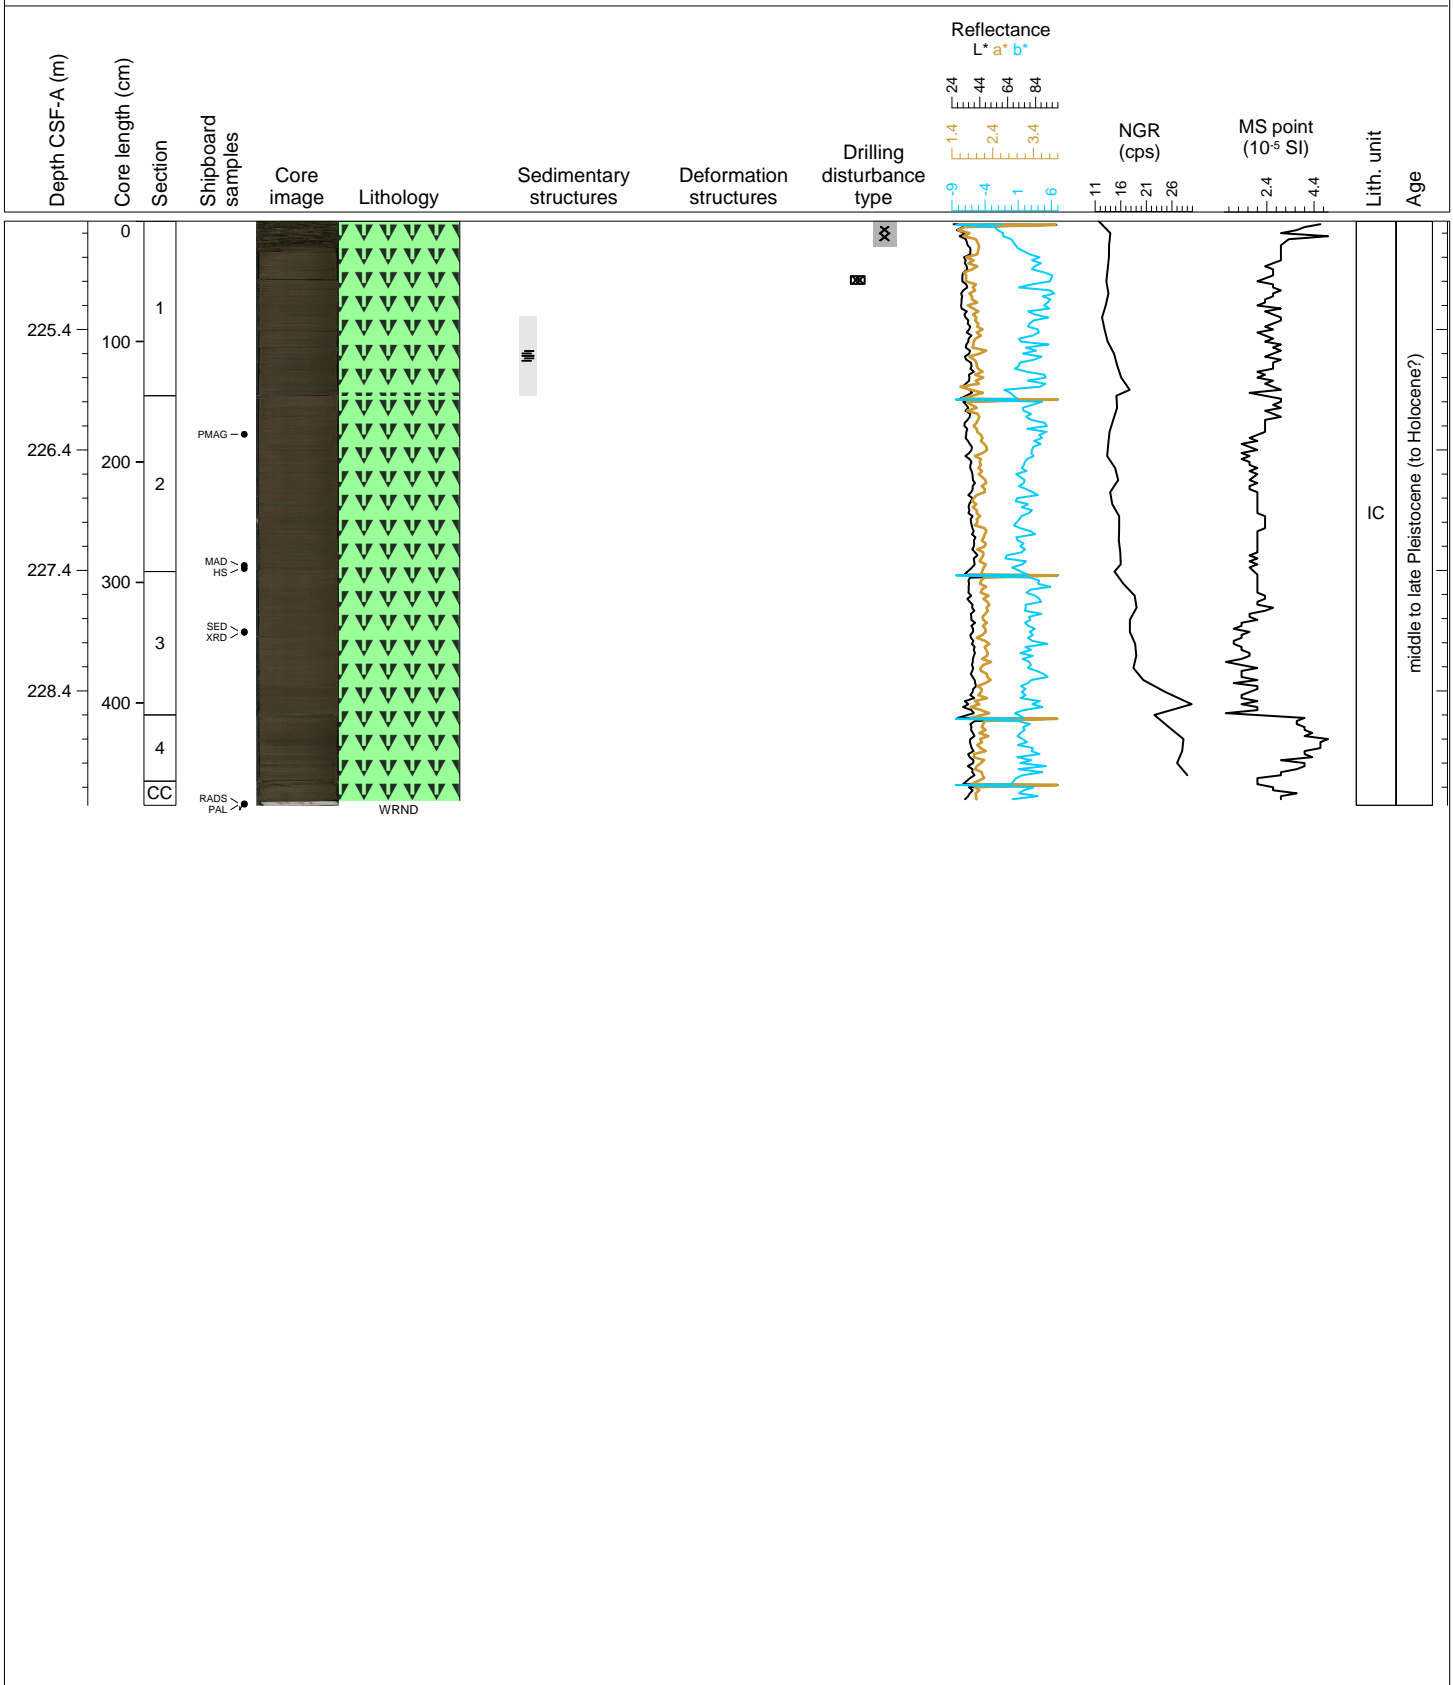 Depth CSF-A (m)
Core length (cm)
Section
Shipboard
samples
Core
image
Lithology
Sedimentary
structures
Deformation
structures
Drilling
disturbance
type
Reflectance
L* a* b*
24 44 64 84
1.4 2.4 3.4
-9 -4 1 6
NGR
(cps)
11 16 21 26
MS point
(10⁻⁵ SI)
2.4 4.4
Lith. unit
Age
0
1
225.4
100
PMAG
226.4
200
2
MAD
HS
227.4
300
SED
XRD
3
228.4
400
4
CC
RADS
PAL
WRND
IC
middle to late Pleistocene (to Holocene?)